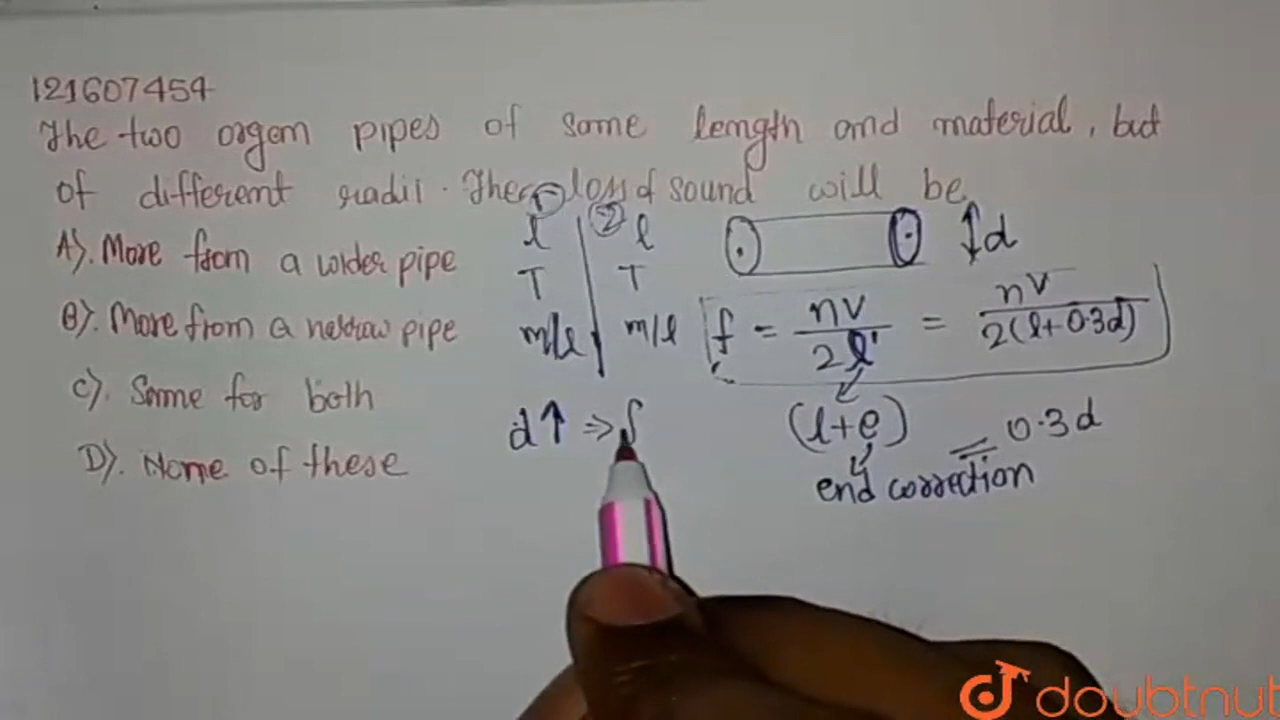 121607454
The two organ pipes of same length and material, but
of different radii. The loss of sound will be
A). More from a wider pipe
B). More from a narrow pipe
C). Same for both
D). None of these
① ②
l l
T T
m/l m/l
d
f = nV / 2l' = nV / 2(l+0.3d)
(l+e) = 0.3d
end correction
d↑ ⇒ f
doubtnut